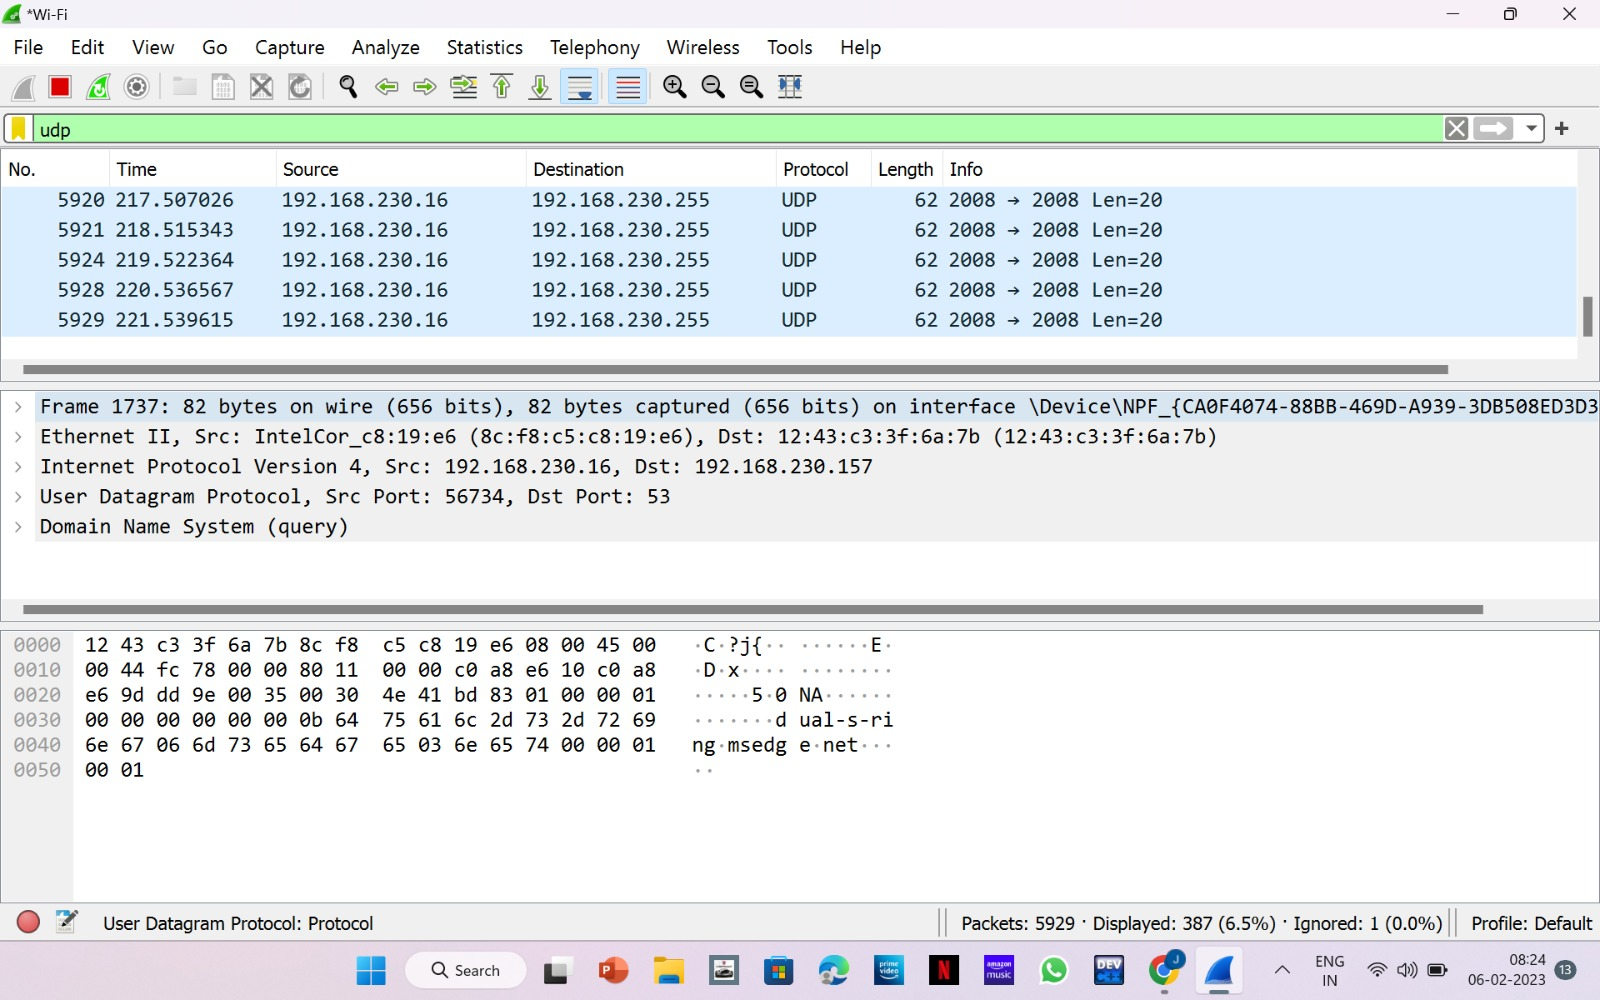 *Wi-Fi
File Edit View Go Capture Analyze Statistics Telephony Wireless Tools Help
udp
No. Time Source Destination Protocol Length Info
5920 217.507026 192.168.230.16 192.168.230.255 UDP 62 2008 → 2008 Len=20
5921 218.515343 192.168.230.16 192.168.230.255 UDP 62 2008 → 2008 Len=20
5924 219.522364 192.168.230.16 192.168.230.255 UDP 62 2008 → 2008 Len=20
5928 220.536567 192.168.230.16 192.168.230.255 UDP 62 2008 → 2008 Len=20
5929 221.539615 192.168.230.16 192.168.230.255 UDP 62 2008 → 2008 Len=20
Frame 1737: 82 bytes on wire (656 bits), 82 bytes captured (656 bits) on interface \Device\NPF_{CA0F4074-88BB-469D-A939-3DB508ED3D3
Ethernet II, Src: IntelCor_c8:19:e6 (8c:f8:c5:c8:19:e6), Dst: 12:43:c3:3f:6a:7b (12:43:c3:3f:6a:7b)
Internet Protocol Version 4, Src: 192.168.230.16, Dst: 192.168.230.157
User Datagram Protocol, Src Port: 56734, Dst Port: 53
Domain Name System (query)
0000 12 43 c3 3f 6a 7b 8c f8 c5 c8 19 e6 08 00 45 00 ·C·?j{·· ······E·
0010 00 44 fc 78 00 00 80 11 00 00 c0 a8 e6 10 c0 a8 ·D·x···· ········
0020 e6 9d dd 9e 00 35 00 30 4e 41 bd 83 01 00 00 01 ·····5·0 NA······
0030 00 00 00 00 00 00 0b 64 75 61 6c 2d 73 2d 72 69 ·······d ual-s-ri
0040 6e 67 06 6d 73 65 64 67 65 03 6e 65 74 00 00 01 ng·msedg e·net···
0050 00 01 ··
User Datagram Protocol: Protocol Packets: 5929 · Displayed: 387 (6.5%) · Ignored: 1 (0.0%) Profile: Default
Search P prime video N amazon music DEV C++ J ENG IN 08:24 06-02-2023 13